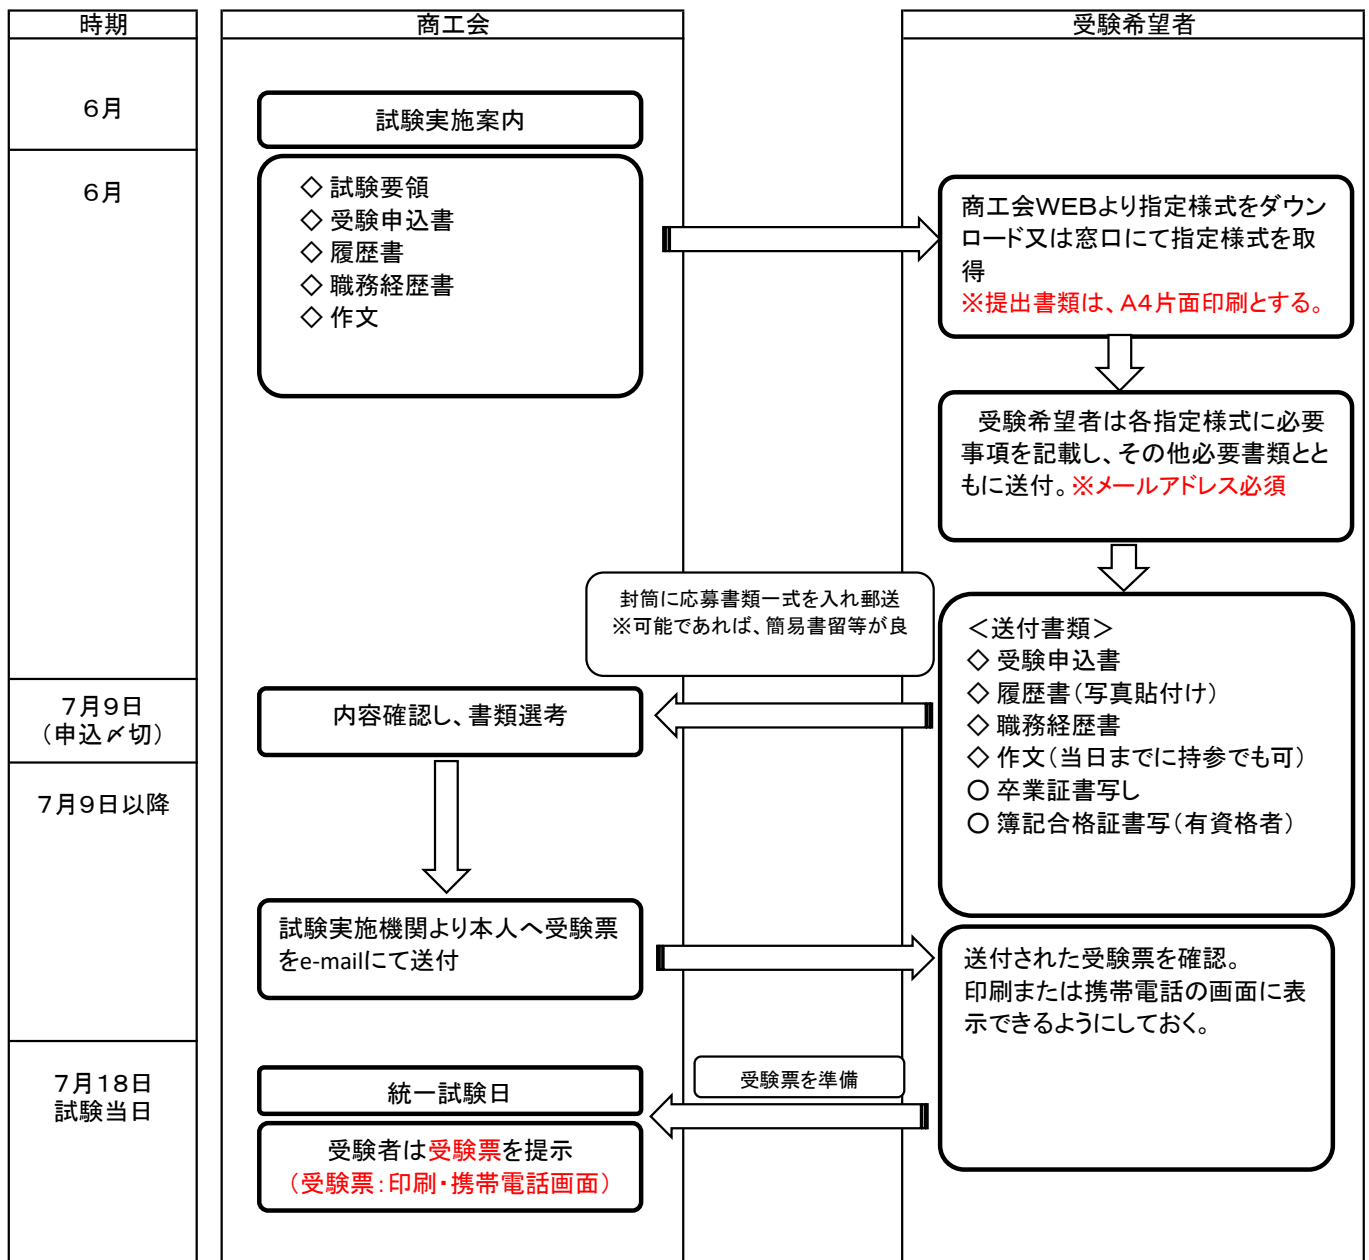 時期
商工会
受験希望者
６月
試験実施案内
６月
◇ 試験要領
◇ 受験申込書
◇ 履歴書
◇ 職務経歴書
◇ 作文
商工会ＷＥＢより指定様式をダウン
ロード又は窓口にて指定様式を取
得
※提出書類は、Ａ４片面印刷とする。
受験希望者は各指定様式に必要
事項を記載し、その他必要書類とと
もに送付。※メールアドレス必須
封筒に応募書類一式を入れ郵送
※可能であれば、簡易書留等が良
＜送付書類＞
◇ 受験申込書
◇ 履歴書（写真貼付け）
◇ 職務経歴書
◇ 作文（当日までに持参でも可）
○ 卒業証書写し
○ 簿記合格証書写（有資格者）
７月９日
（申込〆切）
内容確認し、書類選考
７月９日以降
試験実施機関より本人へ受験票
をe-mailにて送付
送付された受験票を確認。
印刷または携帯電話の画面に表
示できるようにしておく。
受験票を準備
７月１８日
試験当日
統一試験日
受験者は受験票を提示
（受験票：印刷・携帯電話画面）